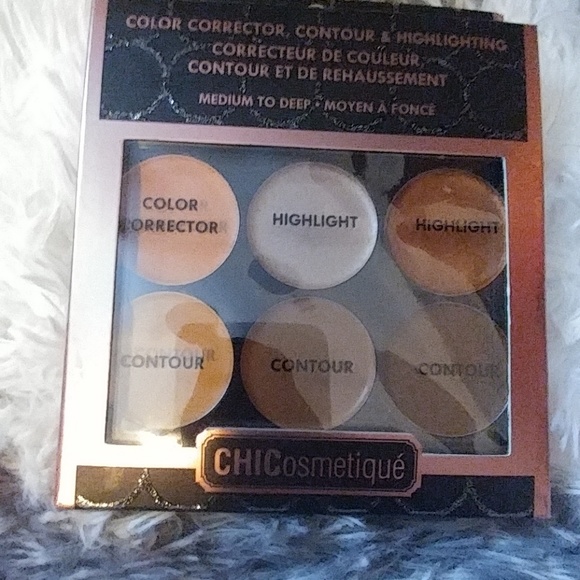 COLOR CORRECTOR, CONTOUR & HIGHLIGHTING
CORRECTEUR DE COULEUR,
CONTOUR ET DE REHAUSSEMENT
MEDIUM TO DEEP • MOYEN À FONCÉ
COLOR
CORRECTOR
HIGHLIGHT
HIGHLIGHT
CONTOUR
CONTOUR
CONTOUR
CHICosmetiqué